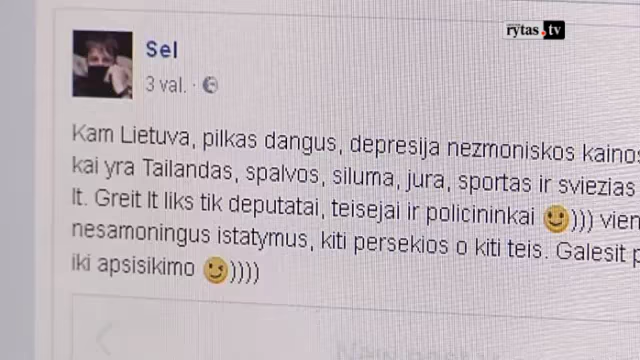 rytas.tv
Sel
3 val.
Kam Lietuva, pilkas dangus, depresija nezmoniskos kainos
kai yra Tailandas, spalvos, siluma, jura, sportas ir sviezias
lt. Greit lt liks tik deputatai, teisejai ir policininkai 😉))) vien
nesamoningus istatymus, kiti persekios o kiti teis. Galesit p
iki apsisikimo 😉))))